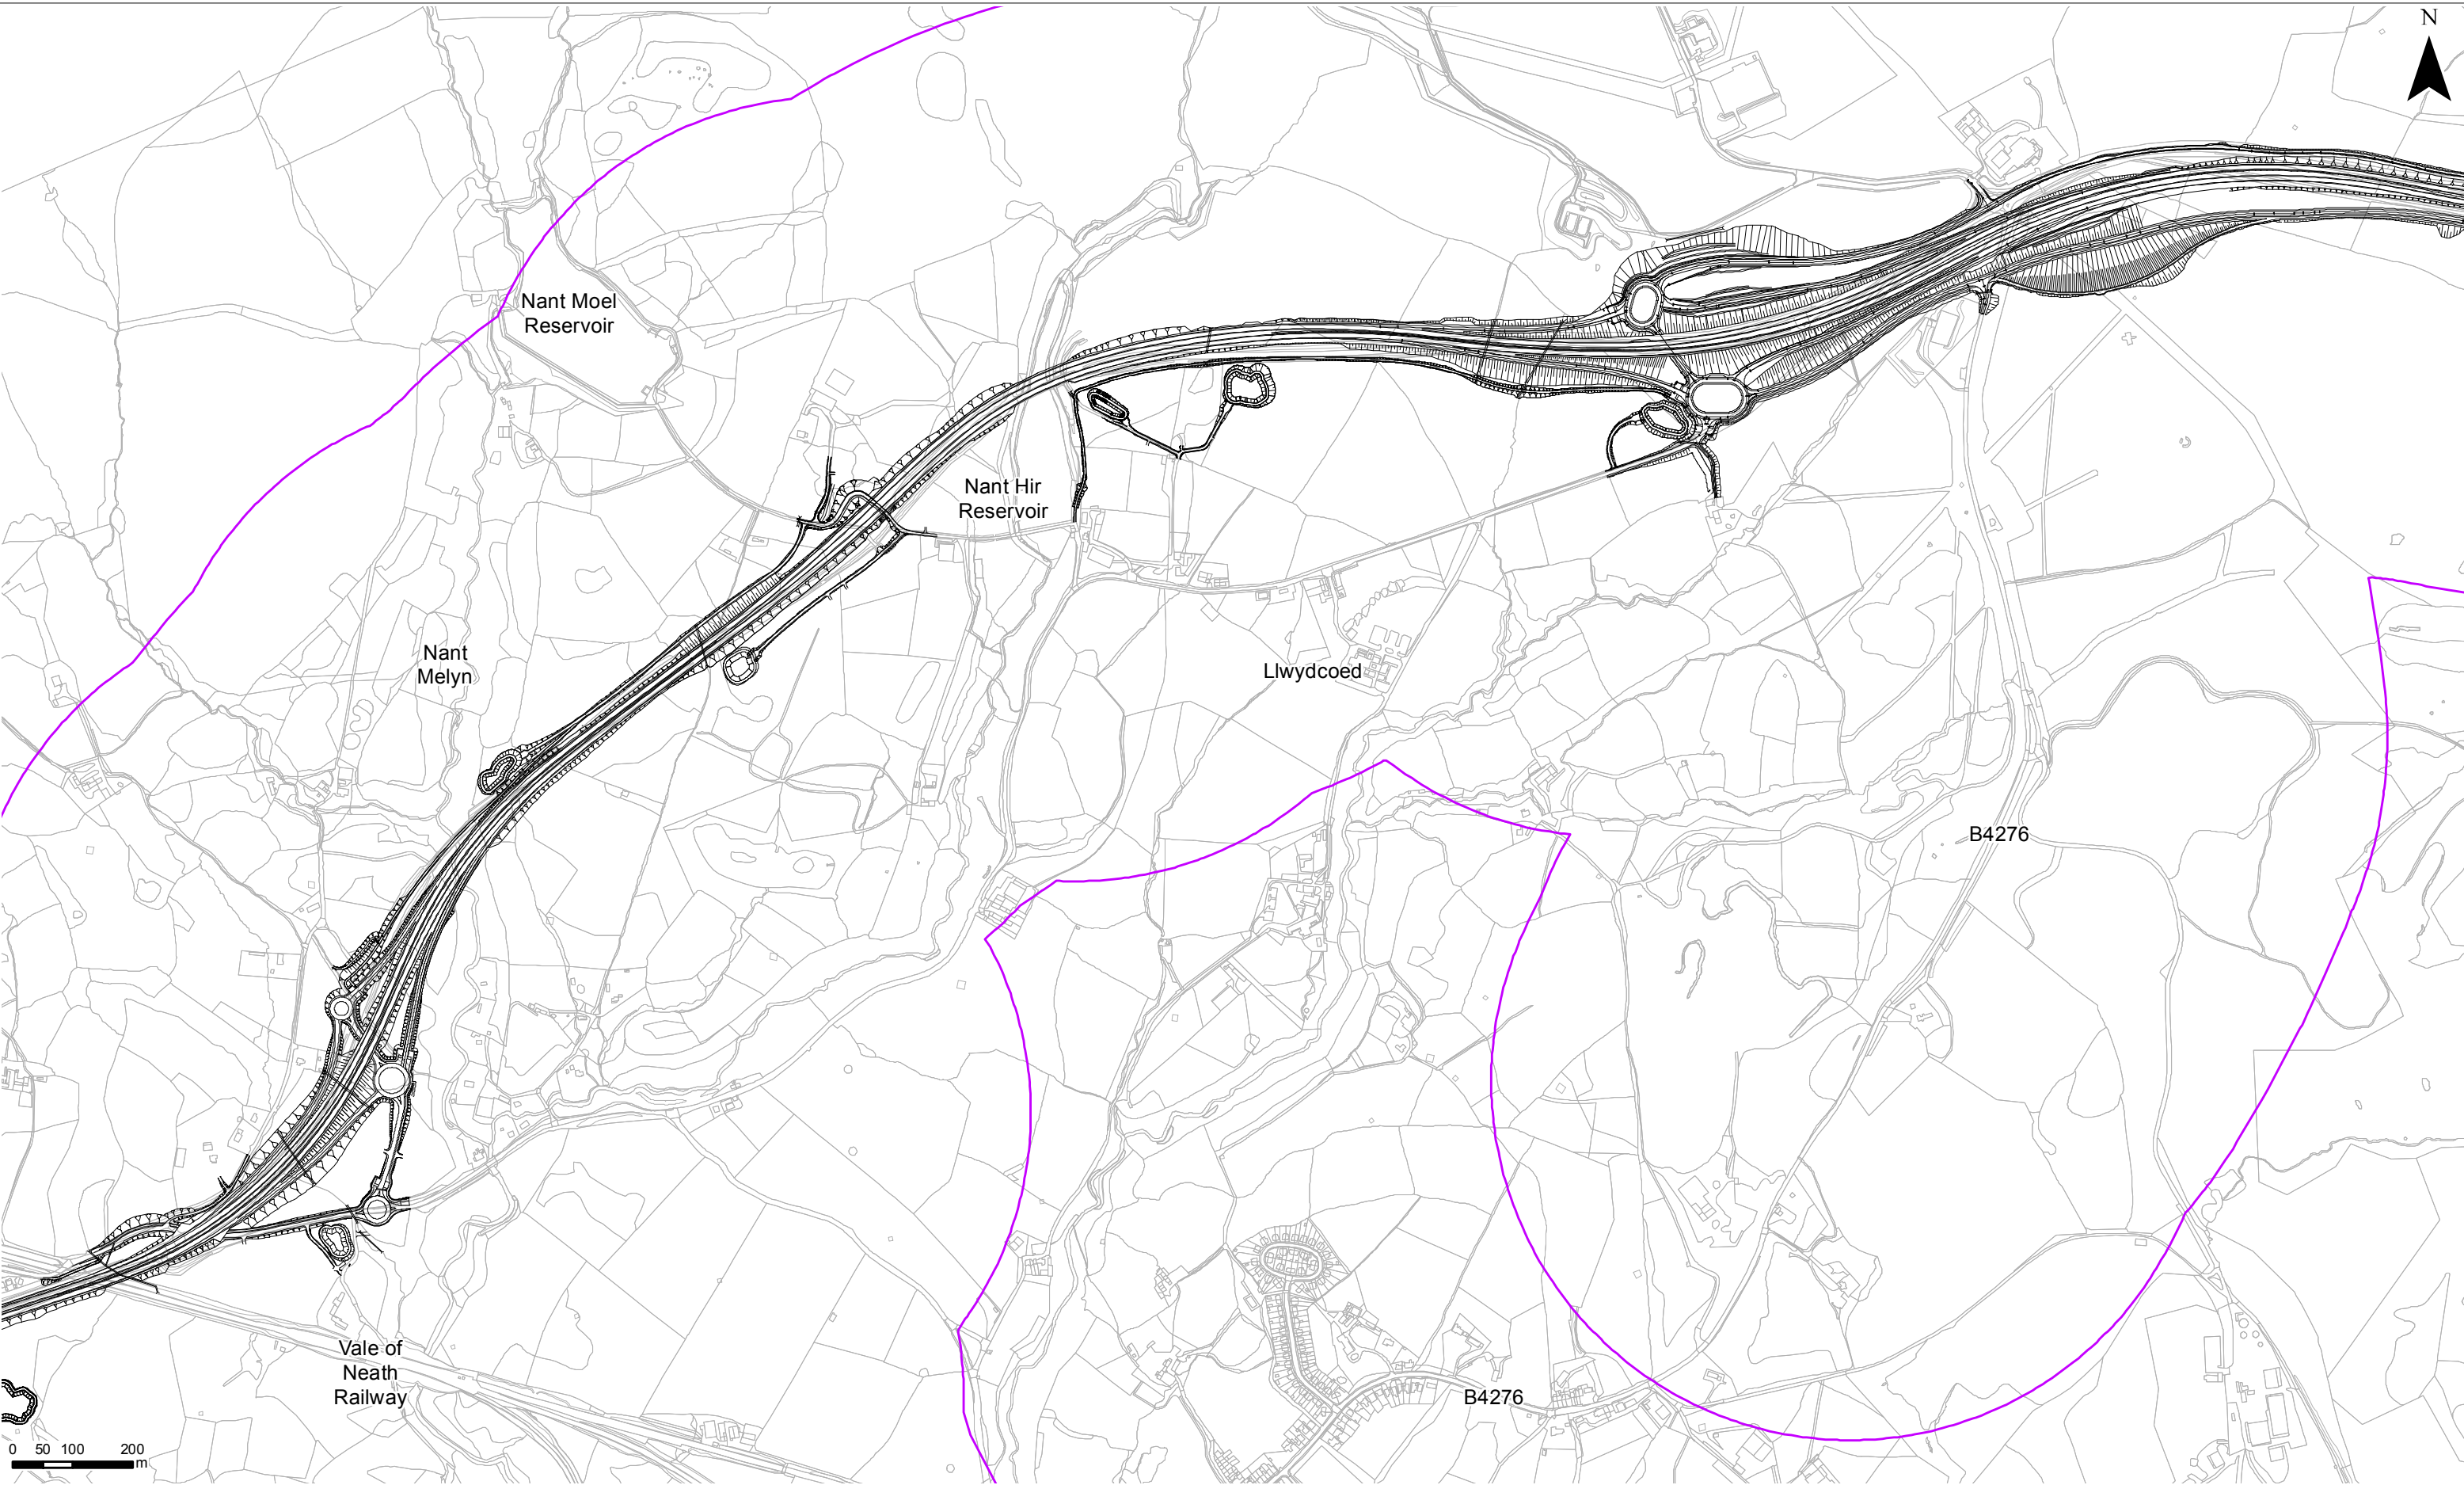 N
Nant Moel
Reservoir
Nant Hir
Reservoir
Nant
Melyn
Llwydcoed
B4276
Vale of
Neath
Railway
B4276
0 50 100 200
m